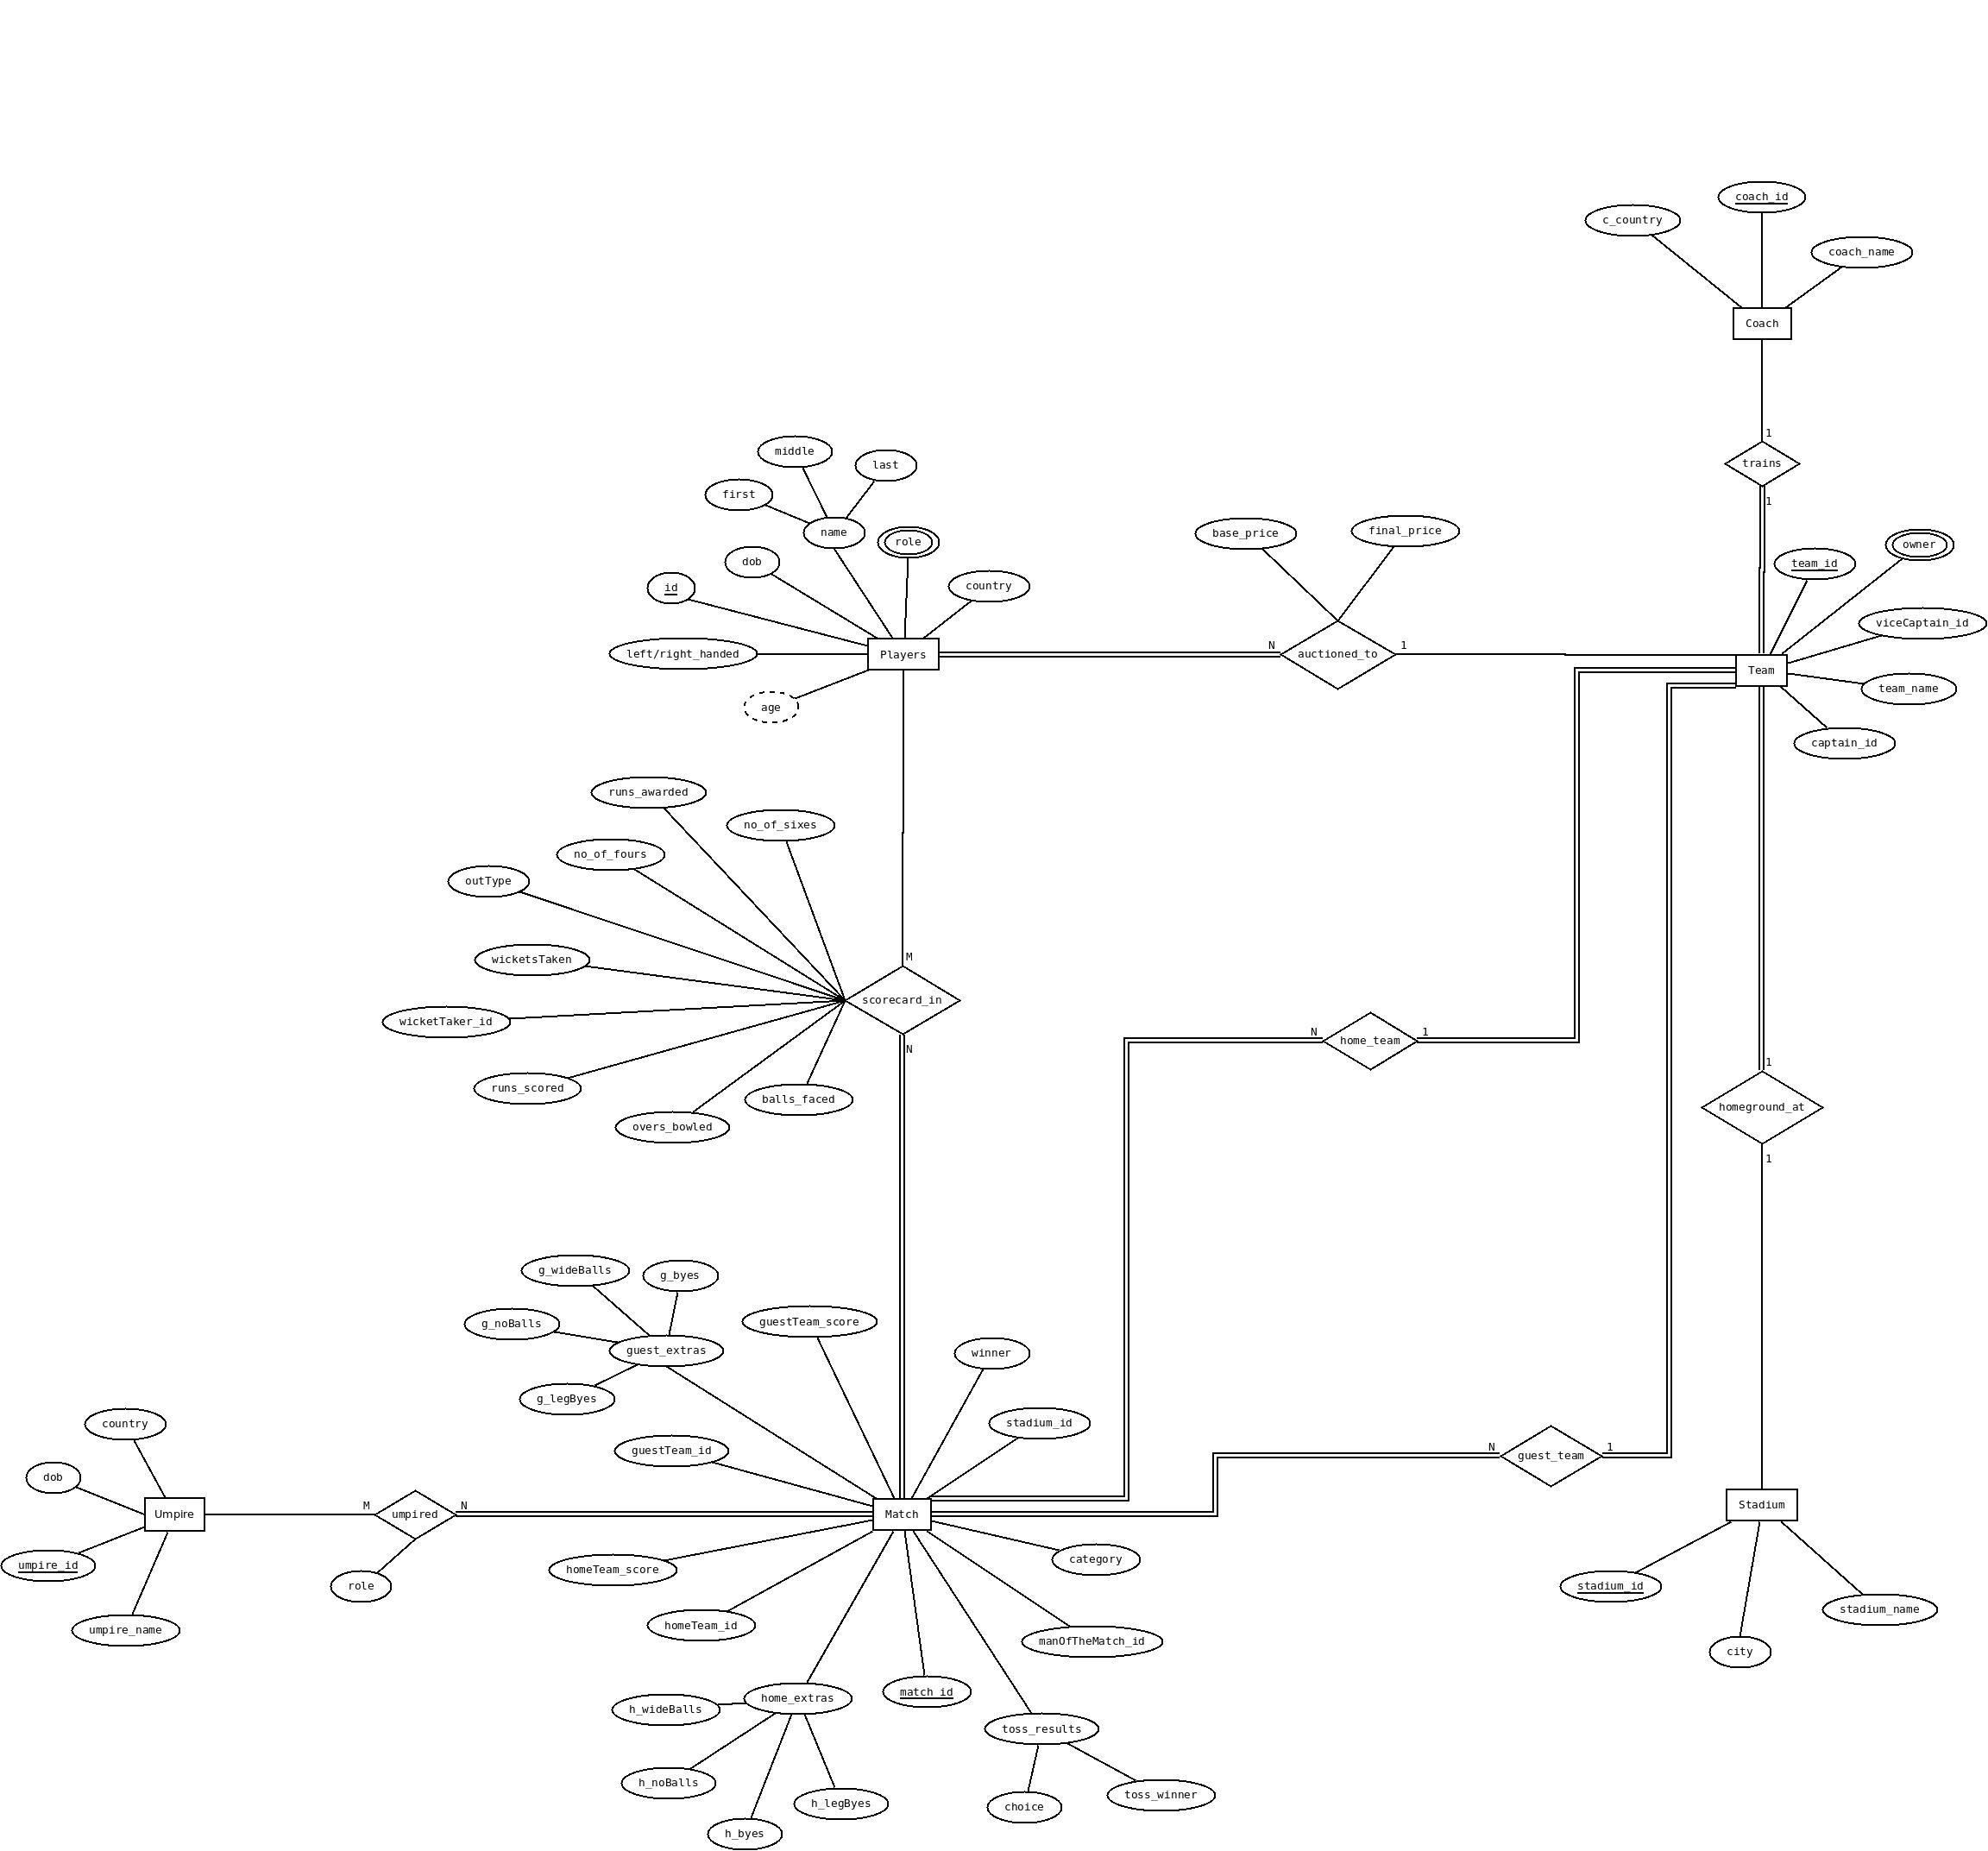 coach_id
c_country
coach_name
Coach
1
trains
1
middle
last
first
name
role
dob
id
country
left/right_handed
Players
age
base_price
final_price
N
auctioned_to
1
team_id
owner
viceCaptain_id
Team
team_name
captain_id
runs_awarded
no_of_sixes
no_of_fours
outType
wicketsTaken
M
scorecard_in
wicketTaker_id
N
runs_scored
balls_faced
overs_bowled
N
home_team
1
1
homeground_at
1
g_wideBalls
g_byes
g_noBalls
guest_extras
g_legByes
guestTeam_score
winner
stadium_id
guestTeam_id
N
guest_team
1
country
dob
Umpire
M
umpired
N
Match
Stadium
umpire_id
role
umpire_name
homeTeam_score
category
homeTeam_id
manOfTheMatch_id
stadium_id
stadium_name
city
home_extras
match_id
h_wideBalls
toss_results
h_noBalls
h_legByes
h_byes
choice
toss_winner